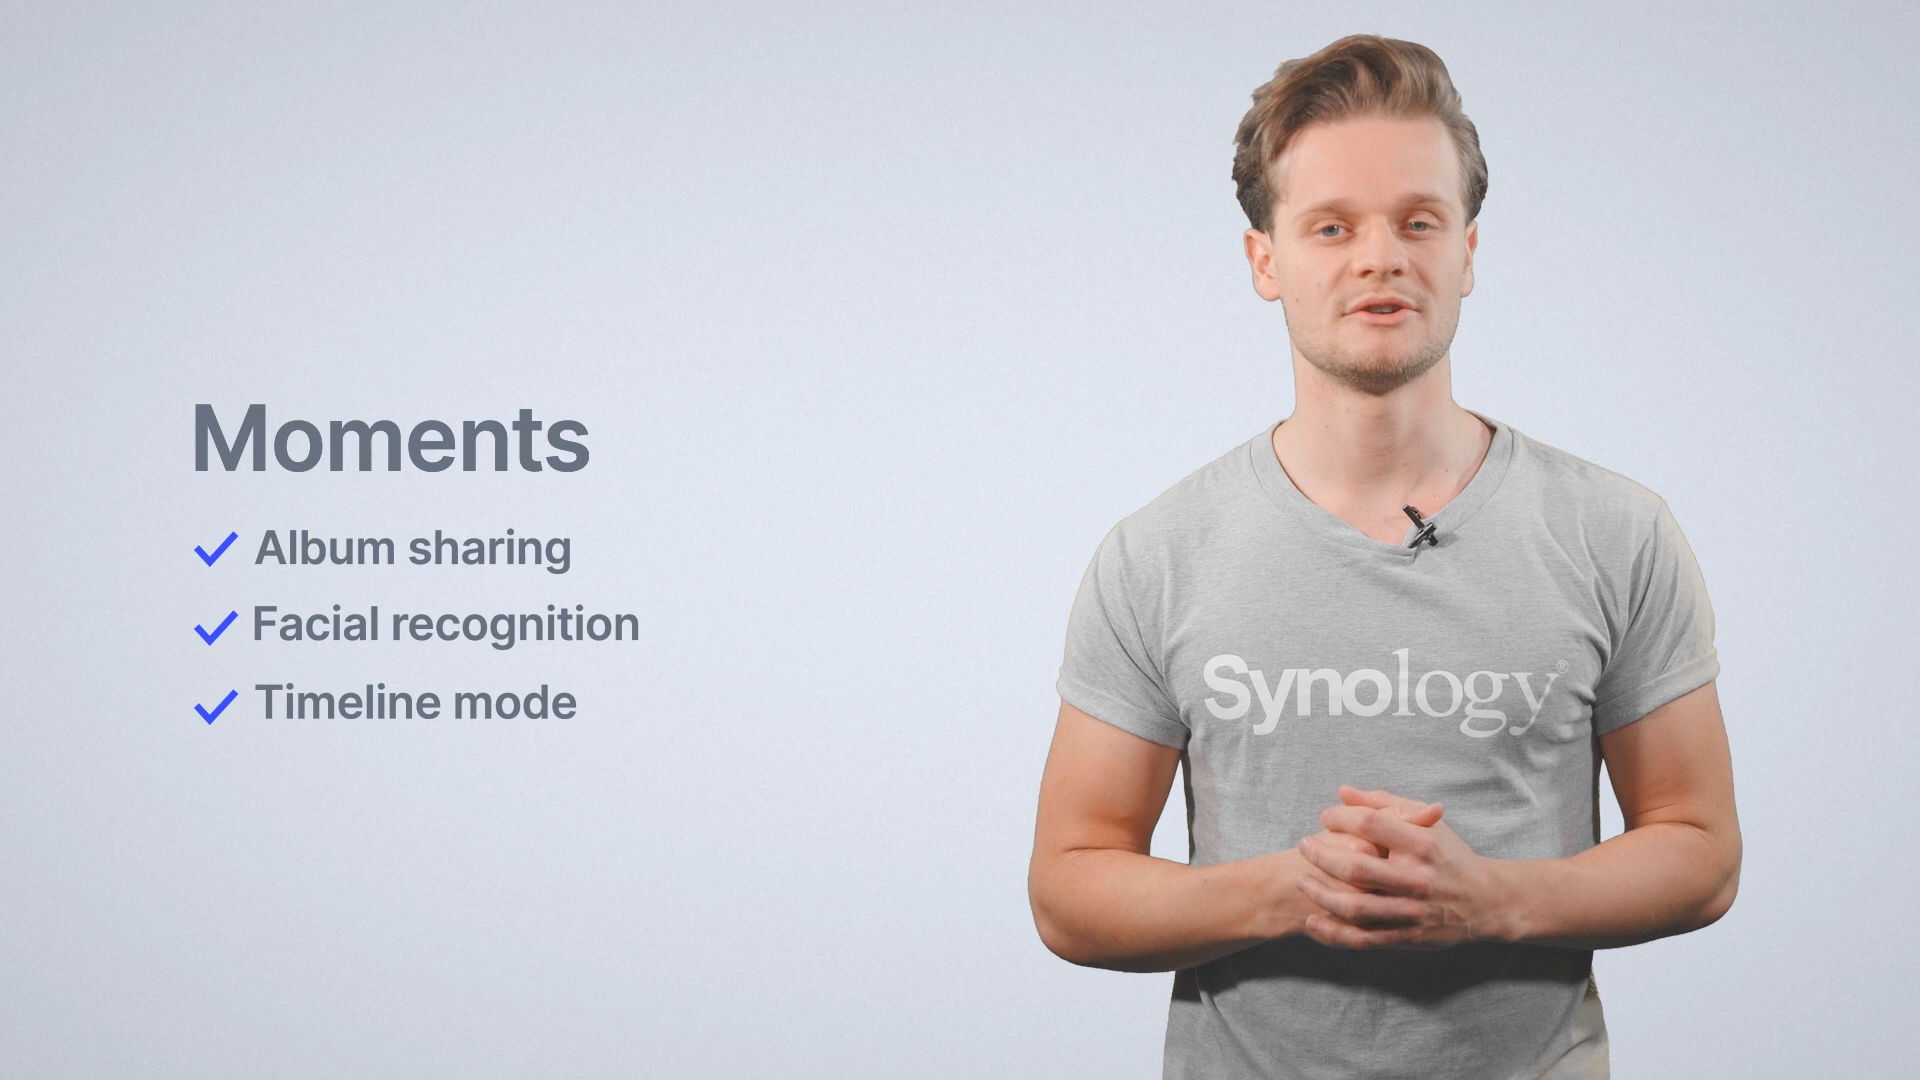 Moments
Album sharing
Facial recognition
Timeline mode
Synology®